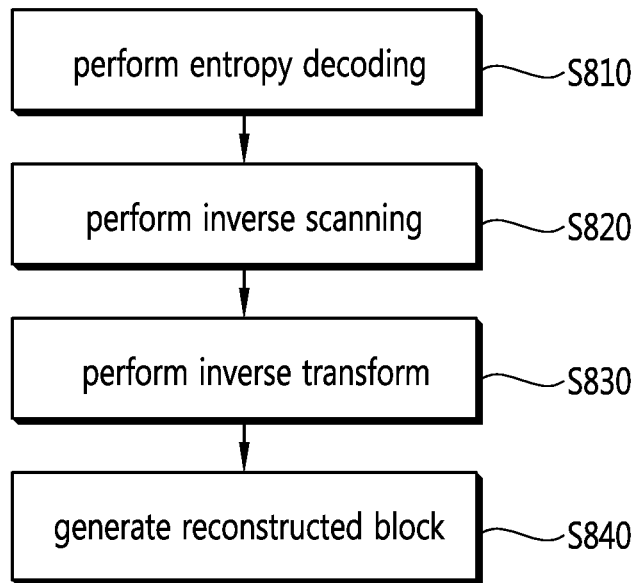 perform entropy decoding S810
perform inverse scanning S820
perform inverse transform S830
generate reconstructed block S840